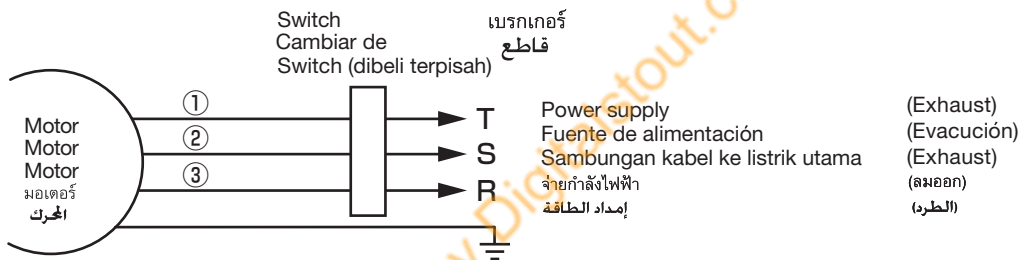 Switch
Cambiar de
Switch (dibeli terpisah)
เบรกเกอร์
قاطع
Motor
Motor
Motor
มอเตอร์
المحرك
①
②
③
T
S
R
Power supply (Exhaust)
Fuente de alimentación (Evacución)
Sambungan kabel ke listrik utama (Exhaust)
จ่ายกำลังไฟฟ้า (ลมออก)
إمداد الطاقة (الطرد)
w.Digitalstout.c